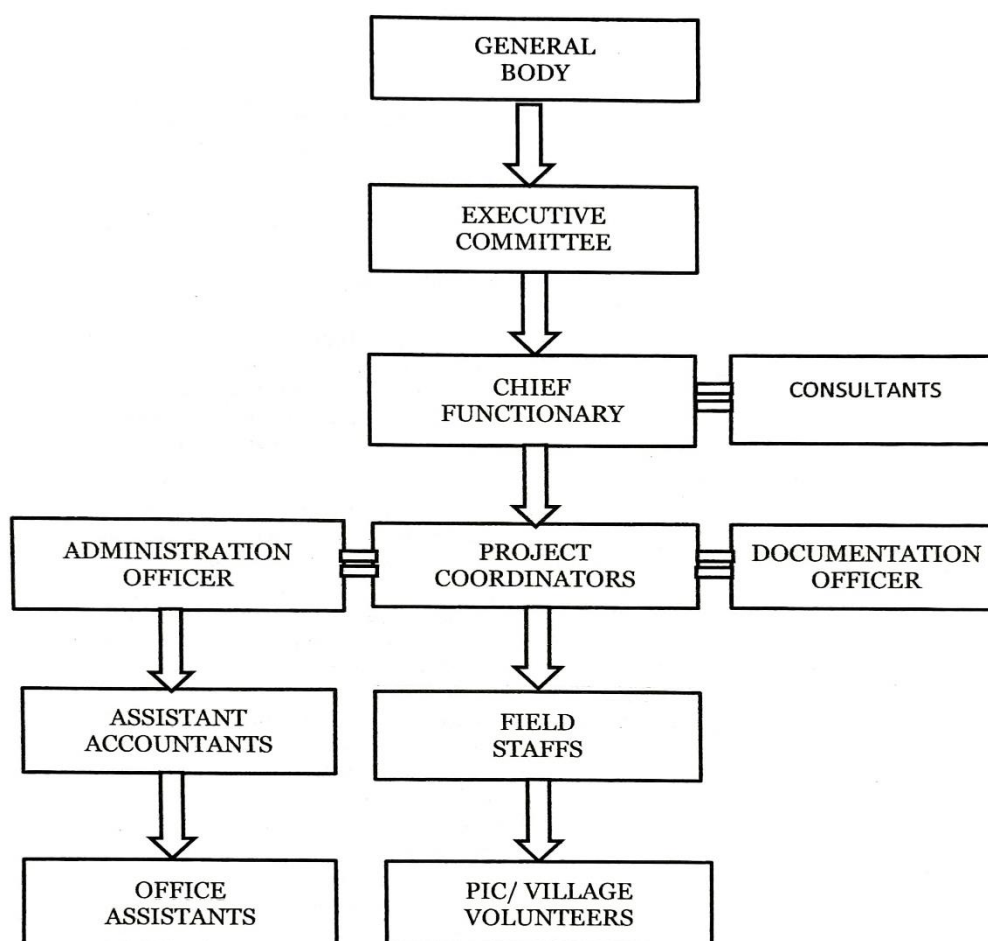 GENERAL
BODY
EXECUTIVE
COMMITTEE
CHIEF
FUNCTIONARY
CONSULTANTS
ADMINISTRATION
OFFICER
PROJECT
COORDINATORS
DOCUMENTATION
OFFICER
ASSISTANT
ACCOUNTANTS
FIELD
STAFFS
OFFICE
ASSISTANTS
PIC/ VILLAGE
VOLUNTEERS